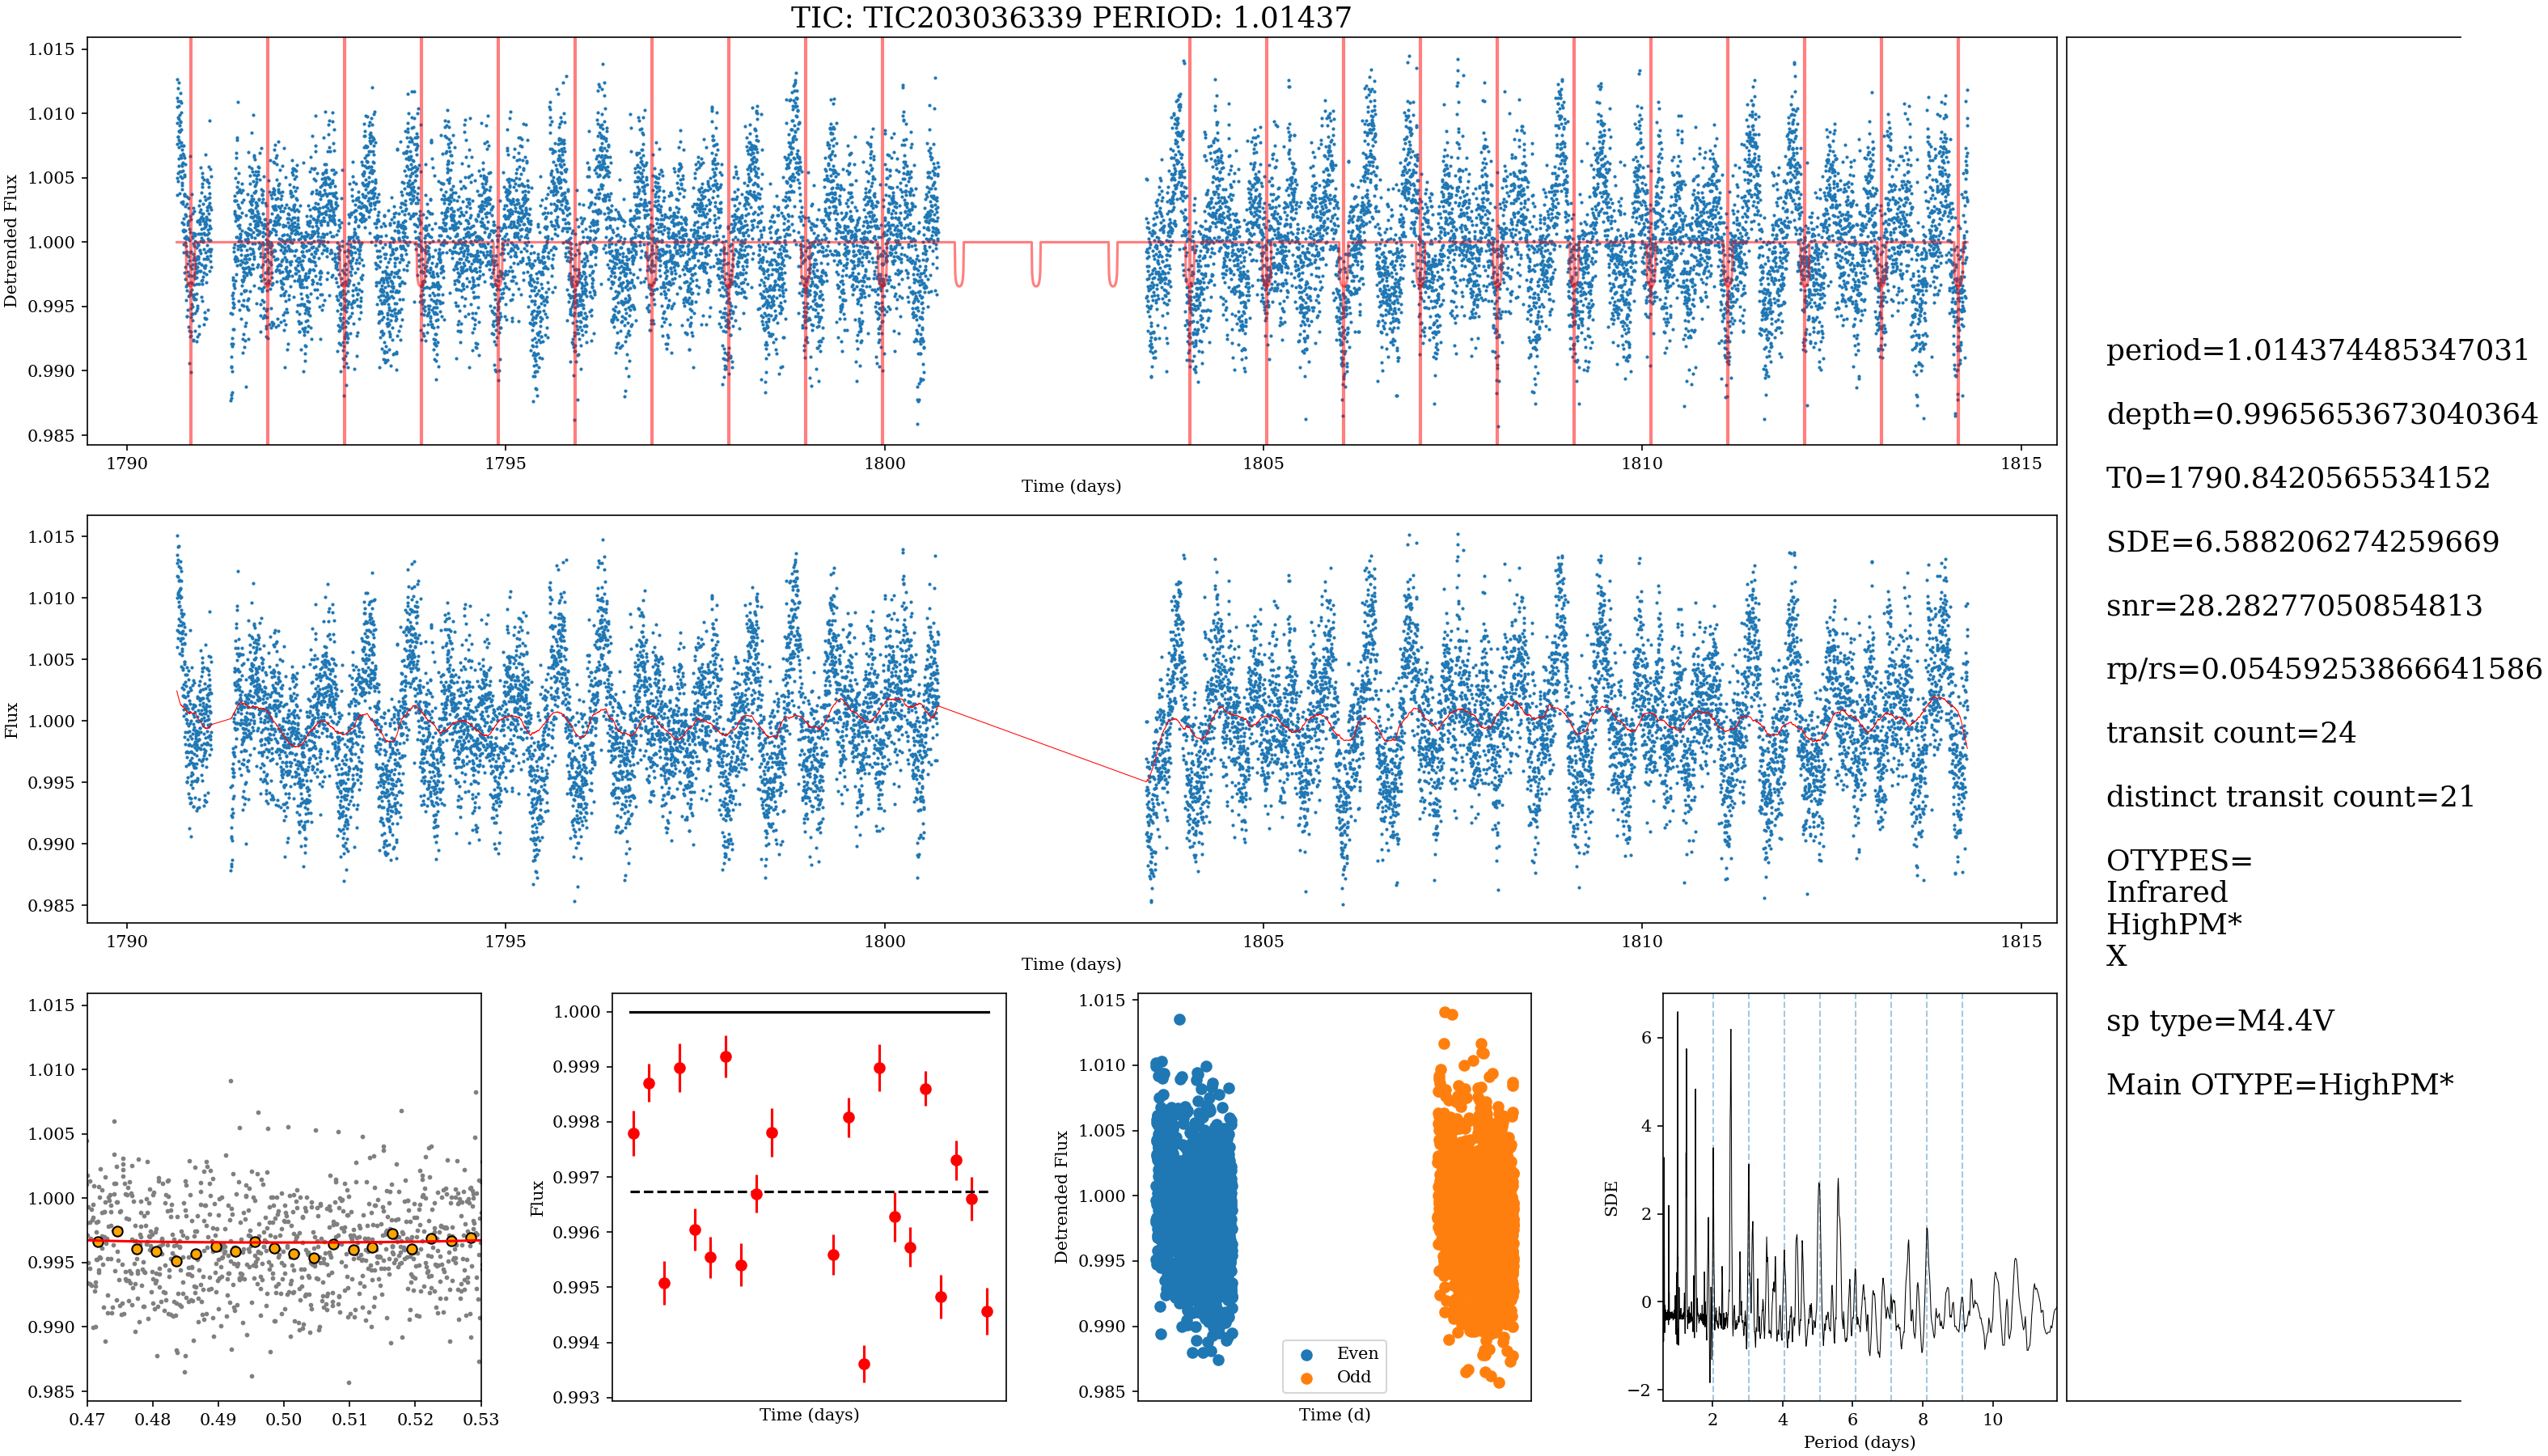 TIC: TIC203036339 PERIOD: 1.01437
1.015
1.010
1.005
1.000
0.995
0.990
0.985
Detrended Flux
1790
1795
1800
1805
1810
1815
Time (days)
1.015
1.010
1.005
1.000
0.995
0.990
0.985
Flux
1790
1795
1800
1805
1810
1815
Time (days)
period=1.014374485347031
depth=0.9965653673040364
T0=1790.8420565534152
SDE=6.588206274259669
snr=28.28277050854813
rp/rs=0.05459253866641586
transit count=24
distinct transit count=21
OTYPES=
Infrared
HighPM*
X
sp type=M4.4V
Main OTYPE=HighPM*
1.015
1.010
1.005
1.000
0.995
0.990
0.985
0.47
0.48
0.49
0.50
0.51
0.52
0.53
1.000
0.999
0.998
0.997
0.996
0.995
0.994
0.993
Flux
Time (days)
1.015
1.010
1.005
1.000
0.995
0.990
0.985
Detrended Flux
Even
Odd
Time (d)
6
4
2
0
−2
SDE
2
4
6
8
10
Period (days)